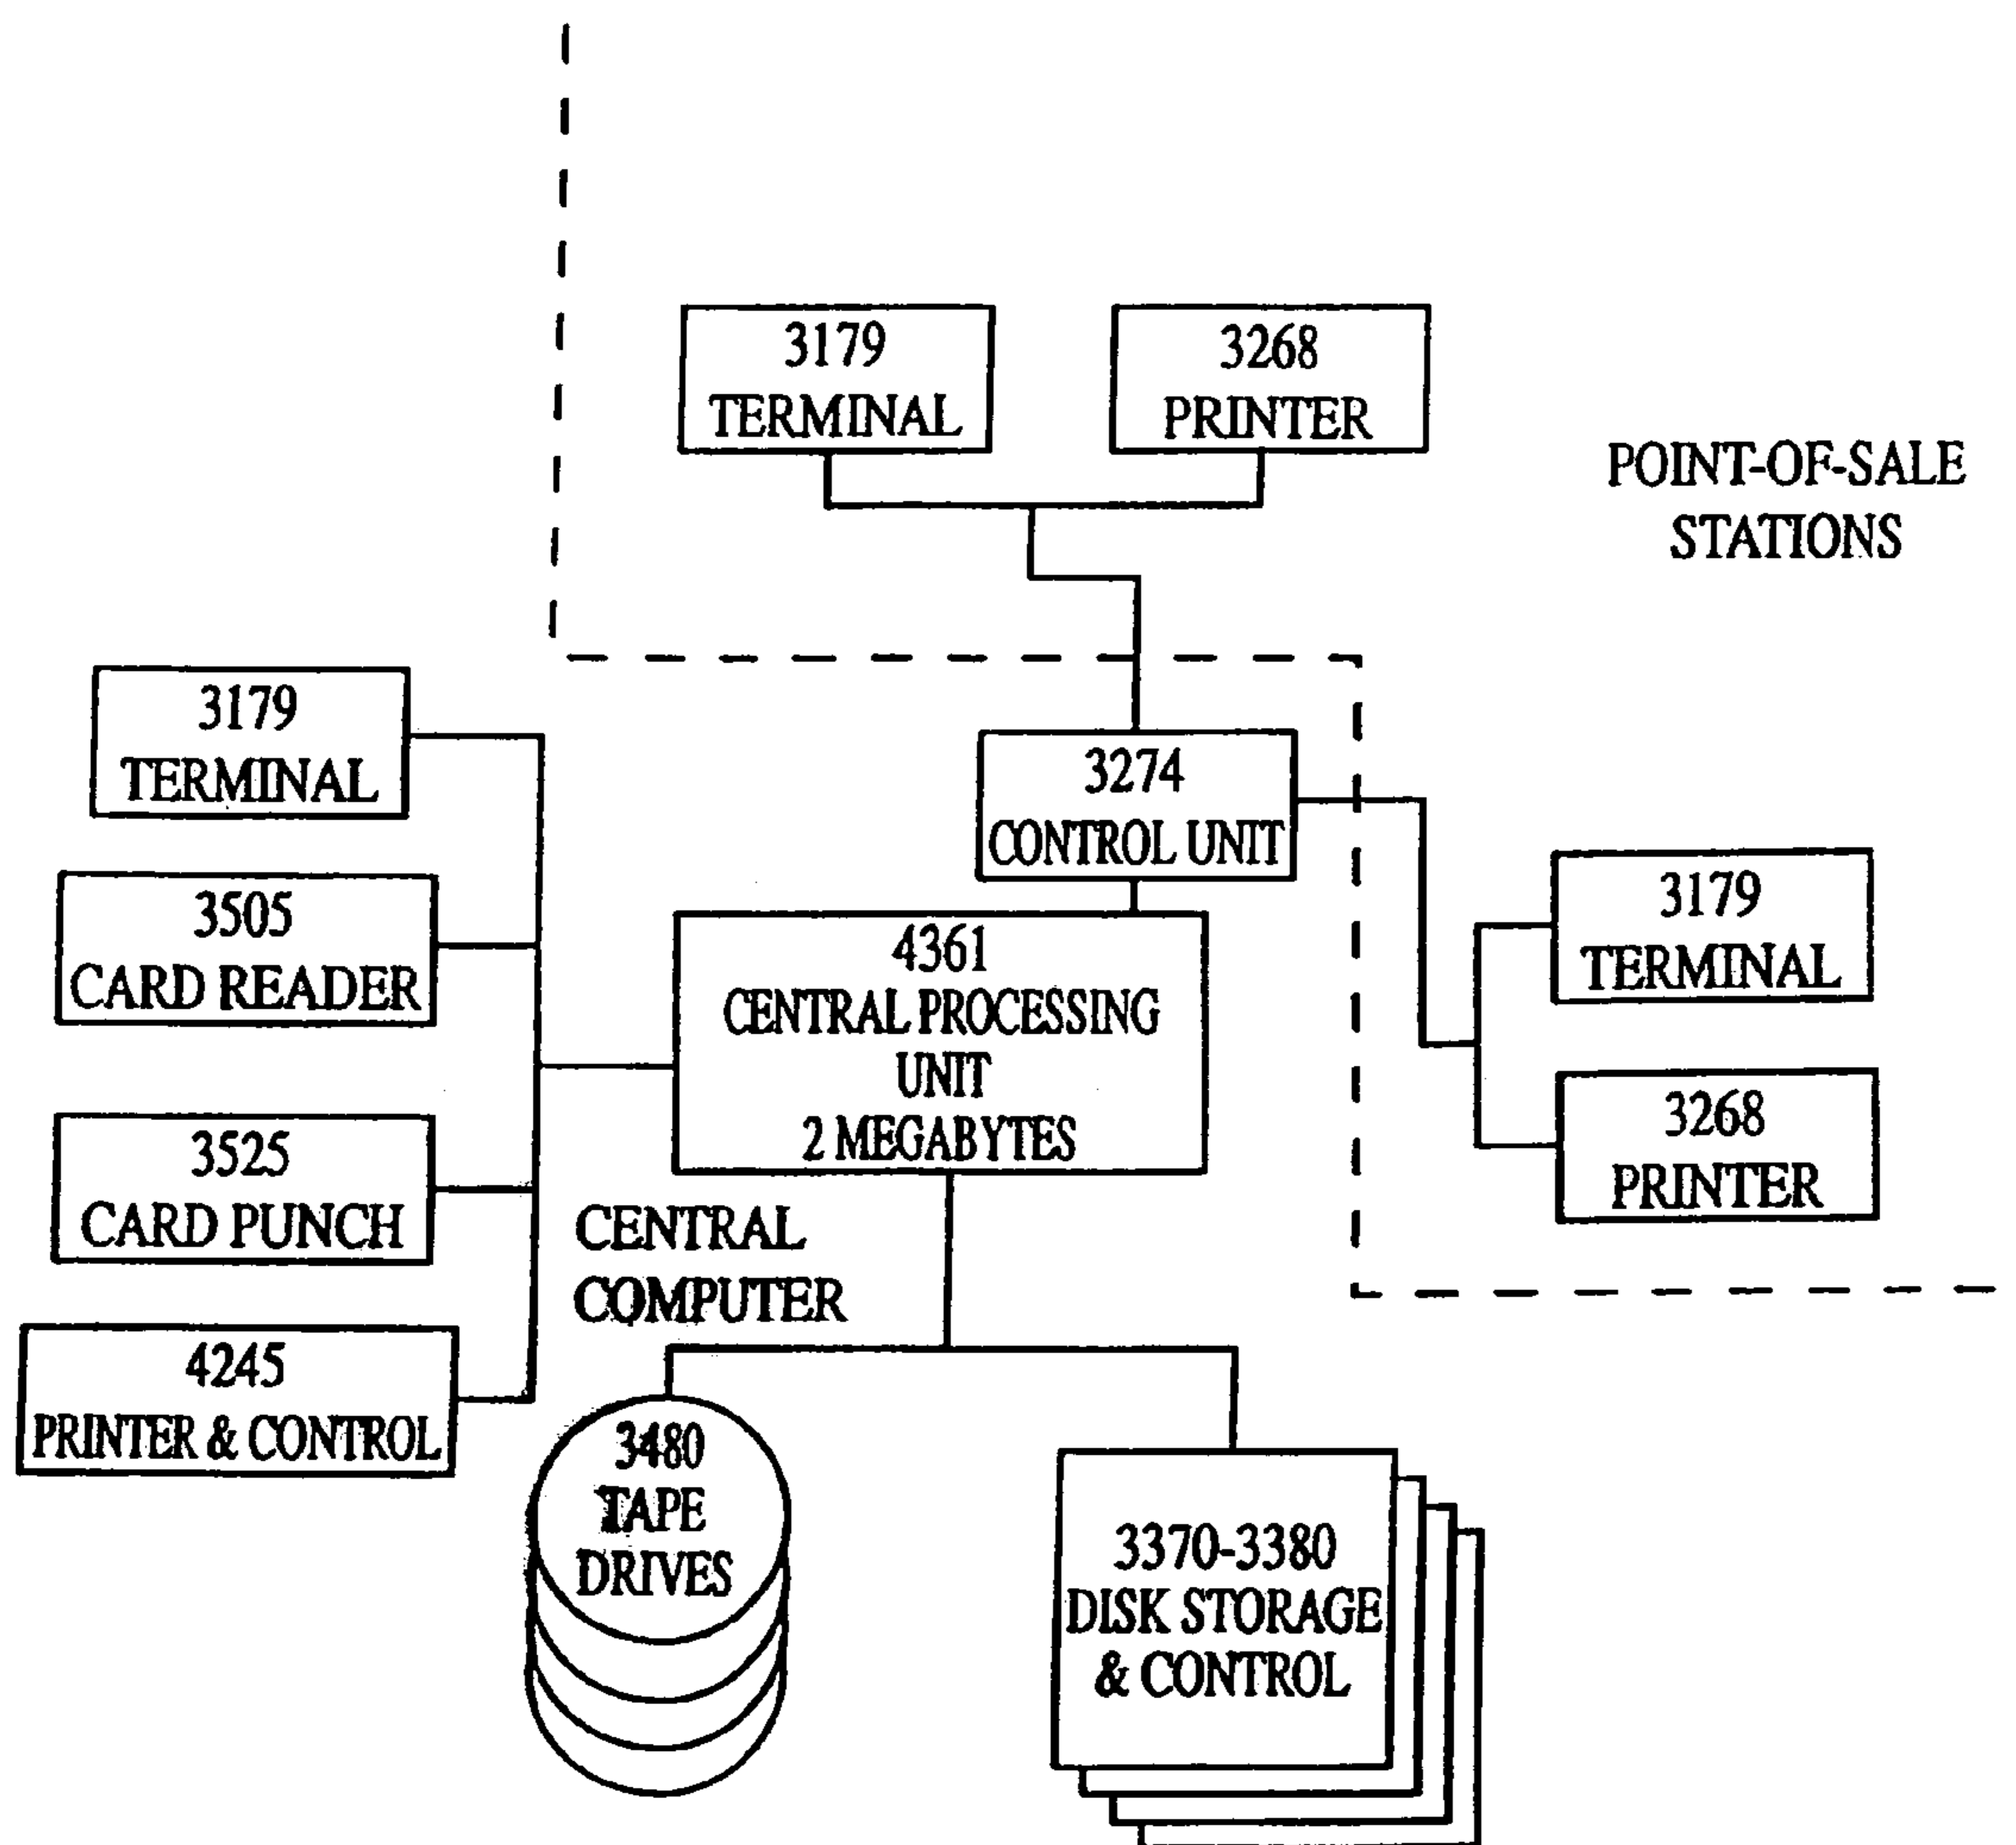 3179
TERMINAL
3268
PRINTER
POINT-OF-SALE
STATIONS
3179
TERMINAL
3274
CONTROL UNIT
3505
CARD READER
4361
CENTRAL PROCESSING
UNIT
2 MEGABYTES
3179
TERMINAL
3268
PRINTER
3525
CARD PUNCH
CENTRAL
COMPUTER
4245
PRINTER & CONTROL
3480
TAPE
DRIVES
3370-3380
DISK STORAGE
& CONTROL